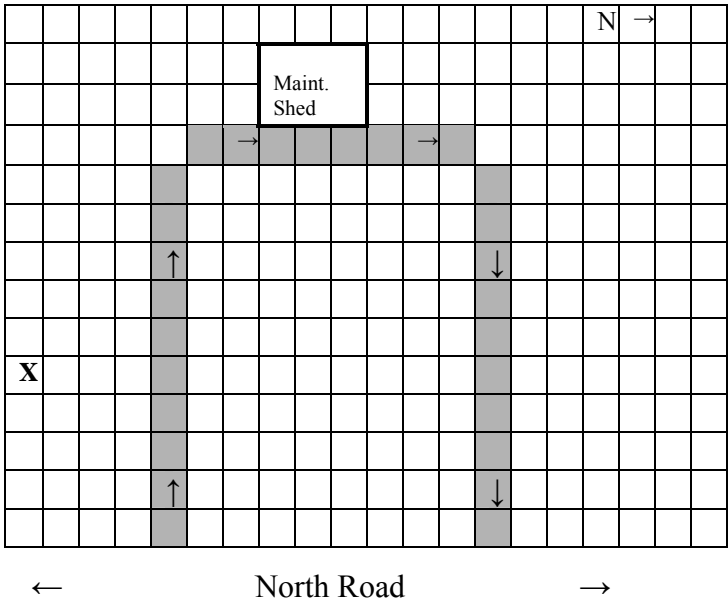 N →
Maint.
Shed
→ →
↑ ↓
X
↑ ↓
← North Road →